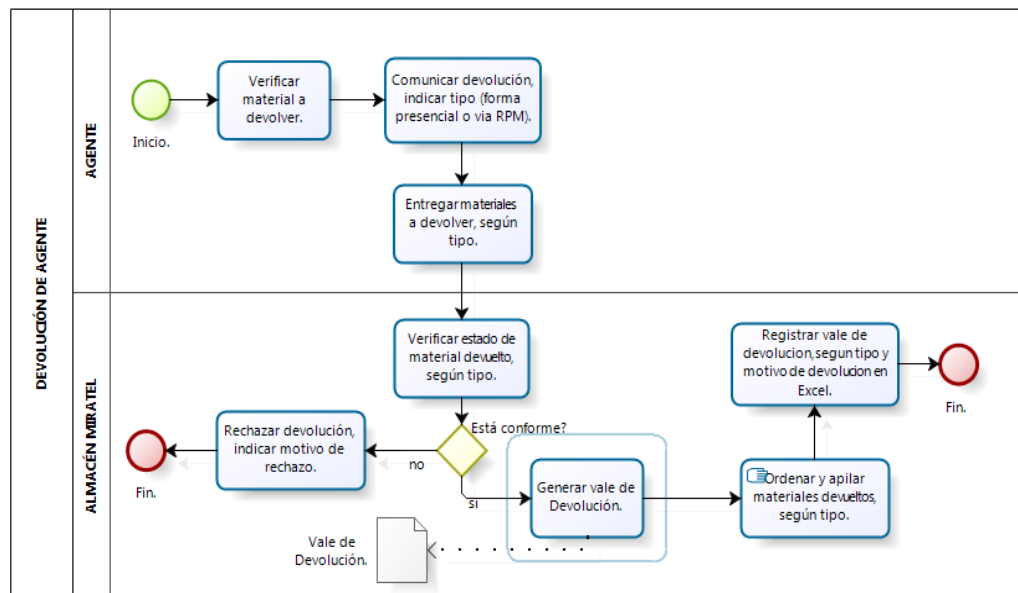 DEVOLUCIÓN DE AGENTE
AGENTE
Inicio.
Verificar
material a
devolver.
Comunicar devolución,
indicar tipo (forma
presencial o via RPM).
Entregar materiales
a devolver, según
tipo.
ALMACÉN MIRATEL
Verificar estado de
material devuelto,
según tipo.
Está conforme?
no
si
Rechazar devolución,
indicar motivo de
rechazo.
Fin.
Generar vale de
Devolución.
Vale de
Devolución.
Ordenar y apilar
materiales devueltos,
según tipo.
Registrar vale de
devolucion,segun tipo y
motivo de devolucion en
Excel.
Fin.